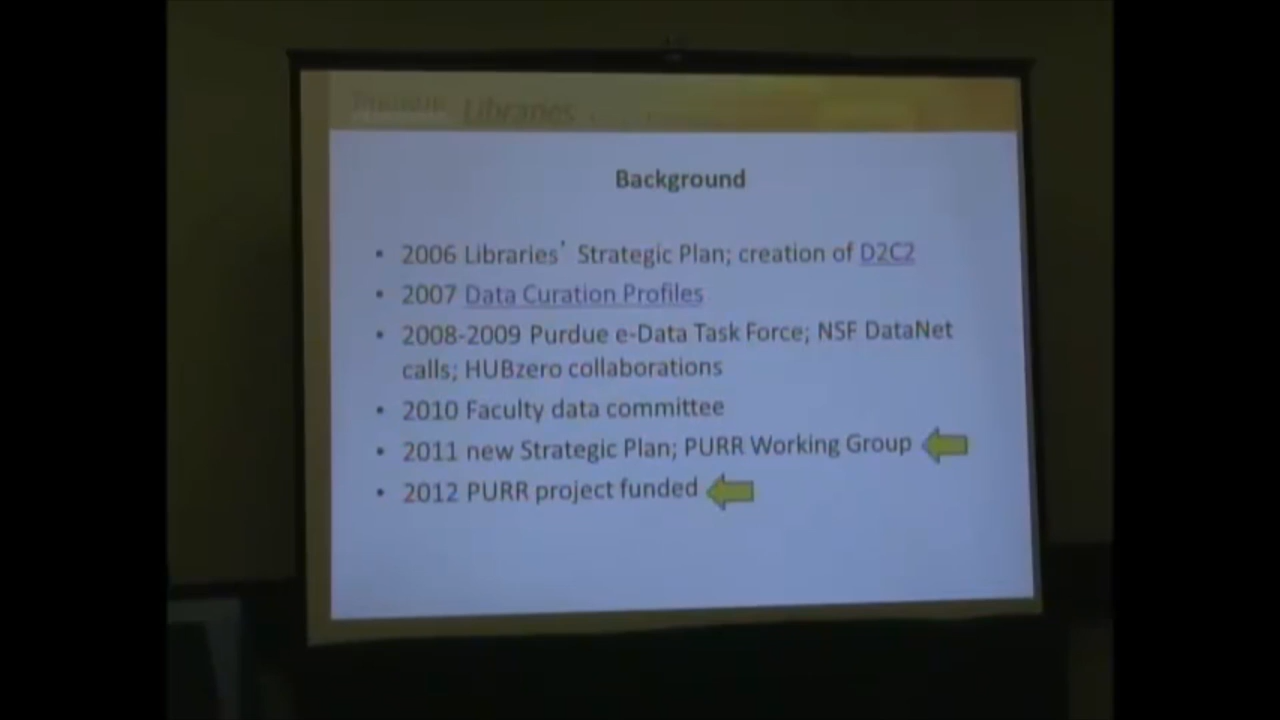 Libraries
Background
• 2006 Libraries' Strategic Plan; creation of D2C2
• 2007 Data Curation Profiles
• 2008-2009 Purdue e-Data Task Force; NSF DataNet
calls; HUBzero collaborations
• 2010 Faculty data committee
• 2011 new Strategic Plan; PURR Working Group
• 2012 PURR project funded